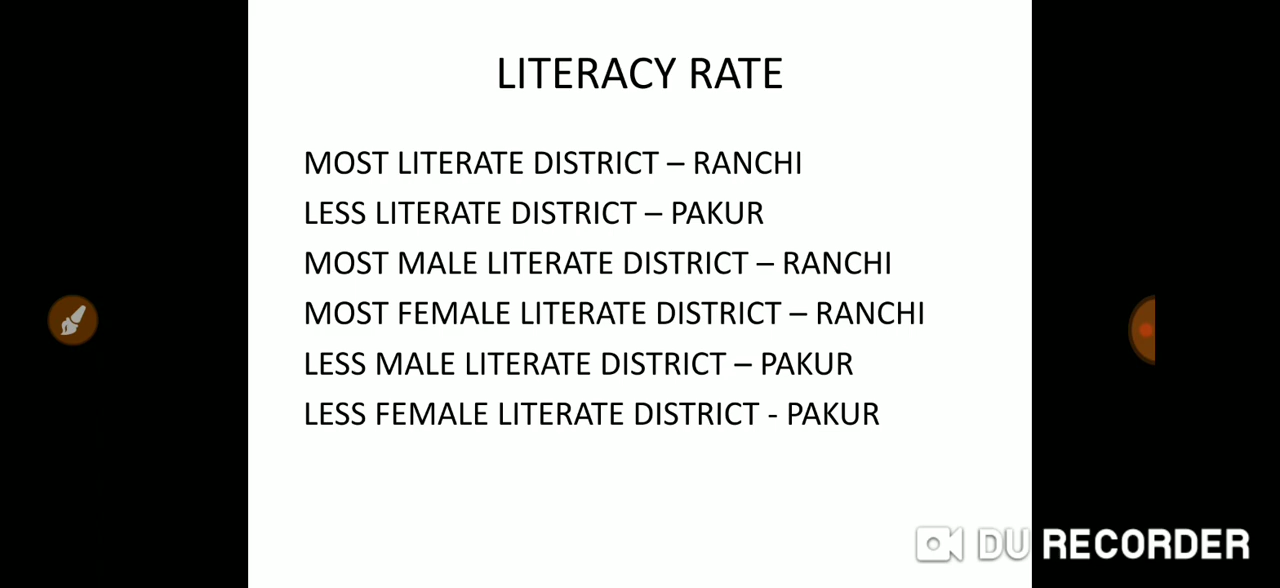 LITERACY RATE
MOST LITERATE DISTRICT – RANCHI
LESS LITERATE DISTRICT – PAKUR
MOST MALE LITERATE DISTRICT – RANCHI
MOST FEMALE LITERATE DISTRICT – RANCHI
LESS MALE LITERATE DISTRICT – PAKUR
LESS FEMALE LITERATE DISTRICT - PAKUR
DU RECORDER